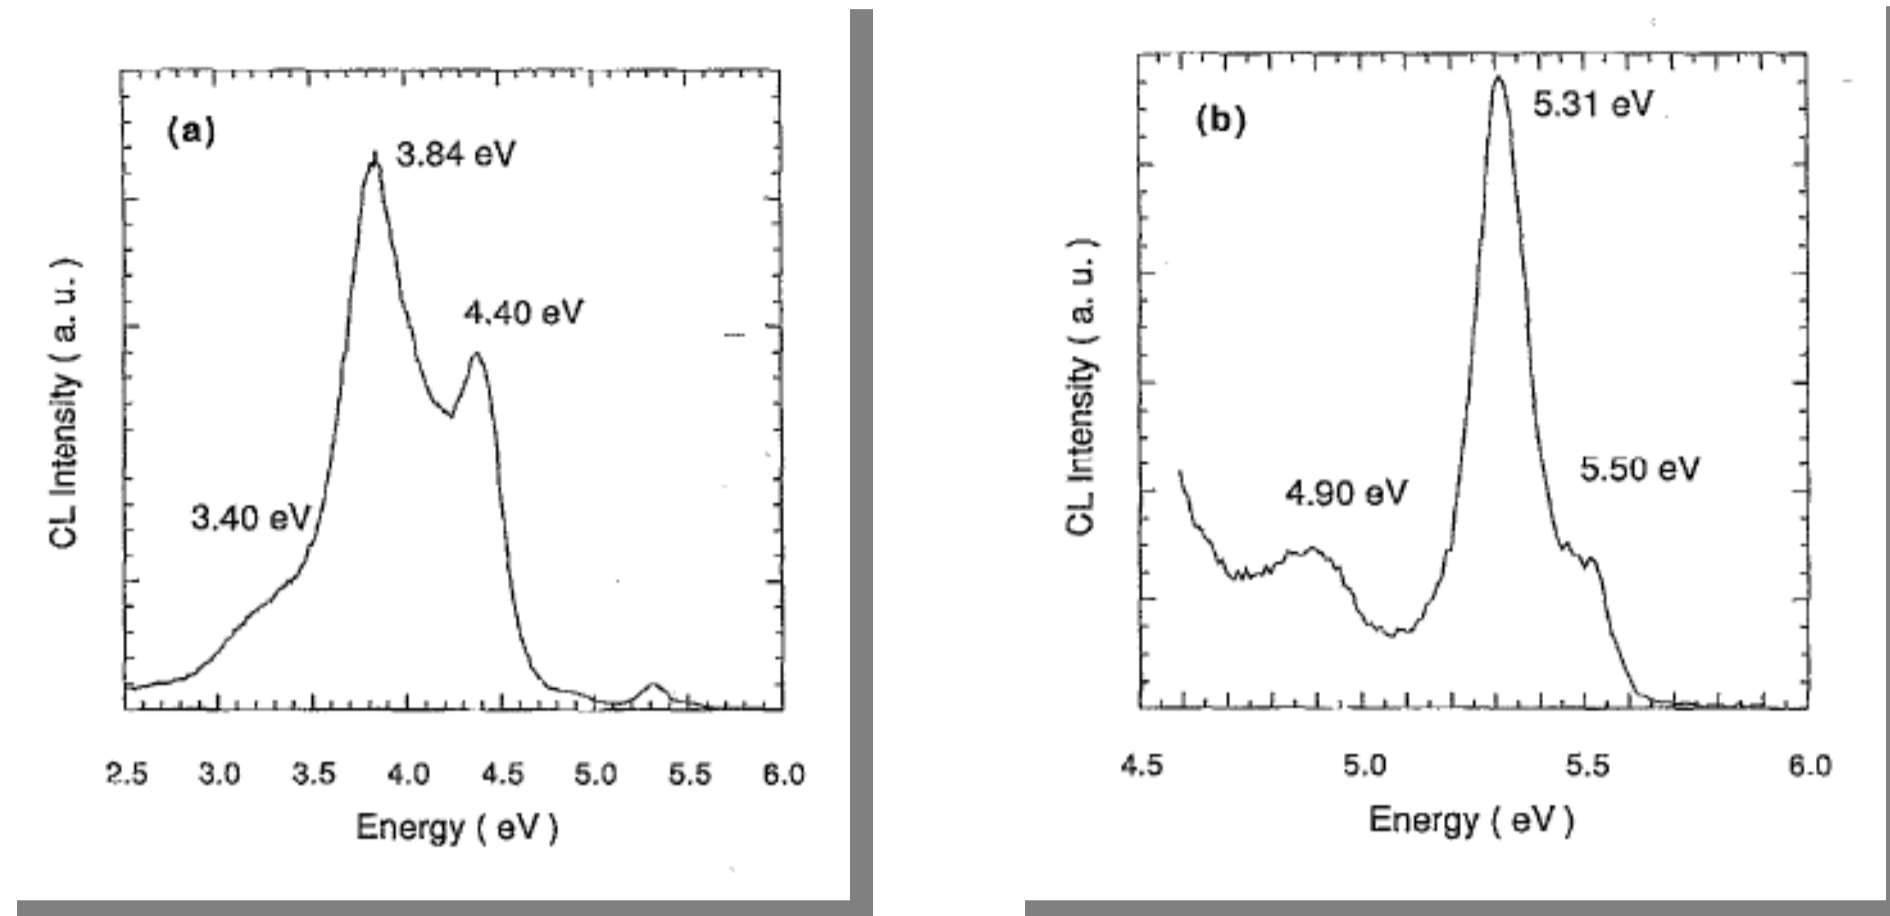 (a)
3.84 eV
4.40 eV
3.40 eV
CL Intensity ( a. u. )
2.5 3.0 3.5 4.0 4.5 5.0 5.5 6.0
Energy ( eV )
(b)
5.31 eV
5.50 eV
4.90 eV
CL Intensity ( a. u. )
4.5 5.0 5.5 6.0
Energy ( eV )